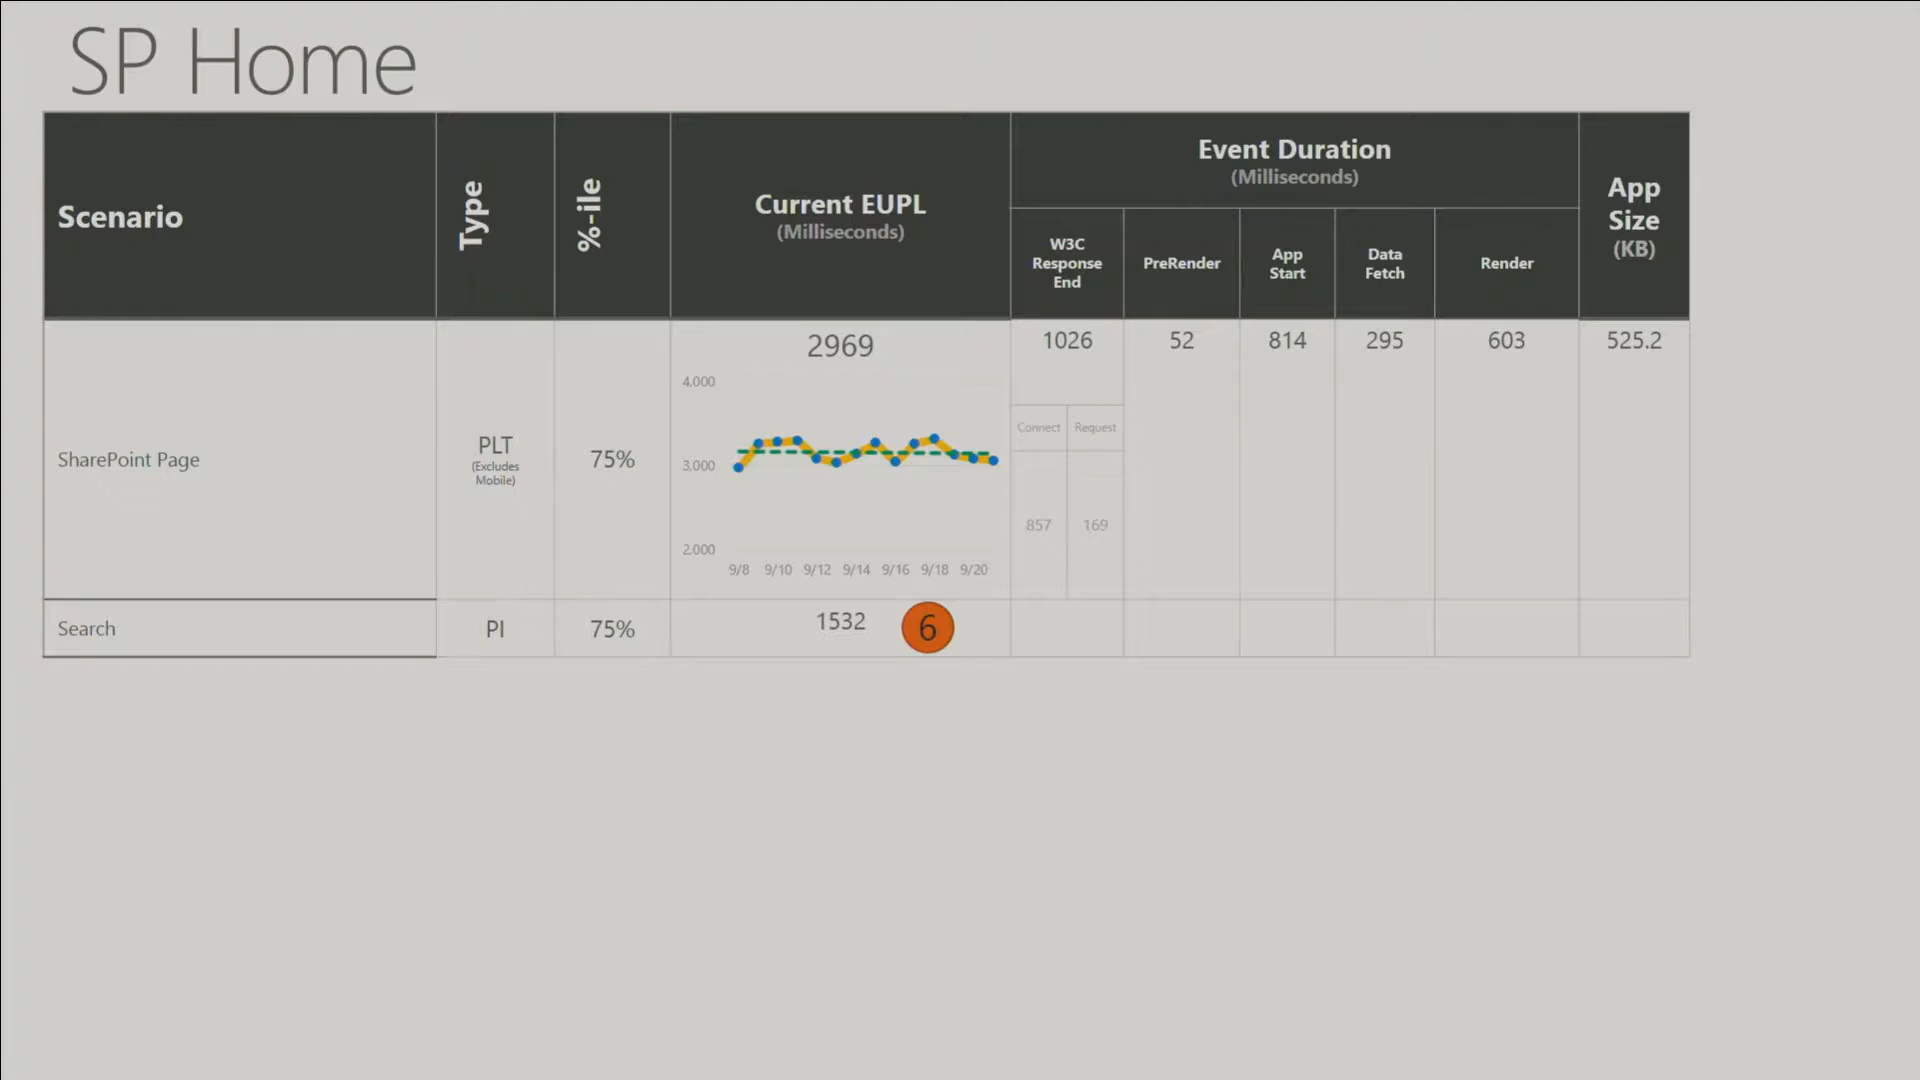 SP Home
Scenario
Type
%-ile
Current EUPL
(Milliseconds)
Event Duration
(Milliseconds)
W3C
Response
End
PreRender
App
Start
Data
Fetch
Render
App
Size
(KB)
SharePoint Page
PLT
(Excludes
Mobile)
75%
2969
4,000
3,000
2,000
9/8 9/10 9/12 9/14 9/16 9/18 9/20
1026
Connect Request
857 169
52
814
295
603
525.2
Search
PI
75%
1532
6